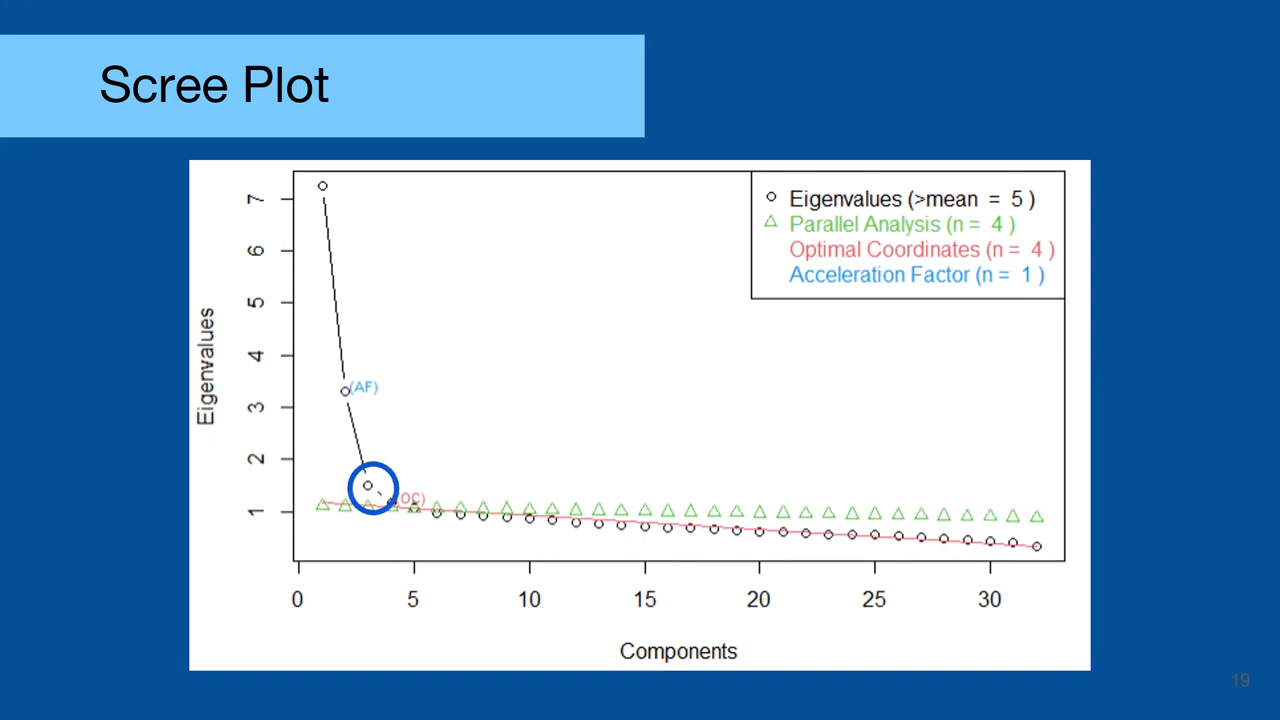 Scree Plot
Eigenvalues (>mean = 5 )
Parallel Analysis (n = 4 )
Optimal Coordinates (n = 4 )
Acceleration Factor (n = 1 )
7
6
5
4
3
2
1
Eigenvalues
(AF)
OC)
0 5 10 15 20 25 30
Components
19